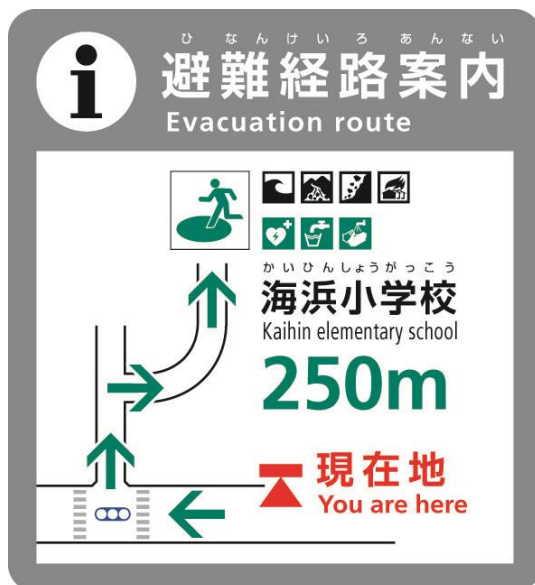 ひなんけいろあんない
避難経路案内
Evacuation route
かいひんしょうがっこう
海浜小学校
Kaihin elementary school
250m
現在地
You are here